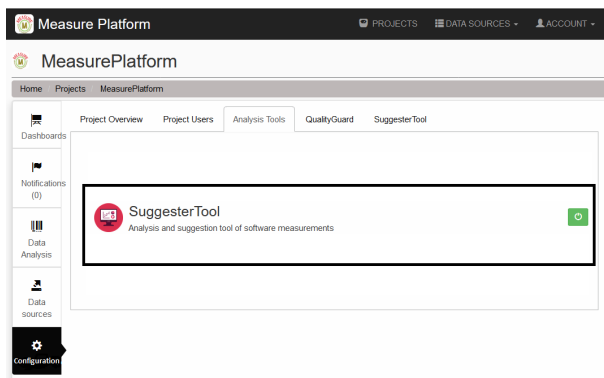 Measure Platform
PROJECTS DATA SOURCES ACCOUNT
MeasurePlatform
Home Projects MeasurePlatform
Project Overview Project Users Analysis Tools QualityGuard SuggesterTool
Dashboards
Notifications
(0)
Data
Analysis
Data
sources
Configuration
SuggesterTool
Analysis and suggestion tool of software measurements